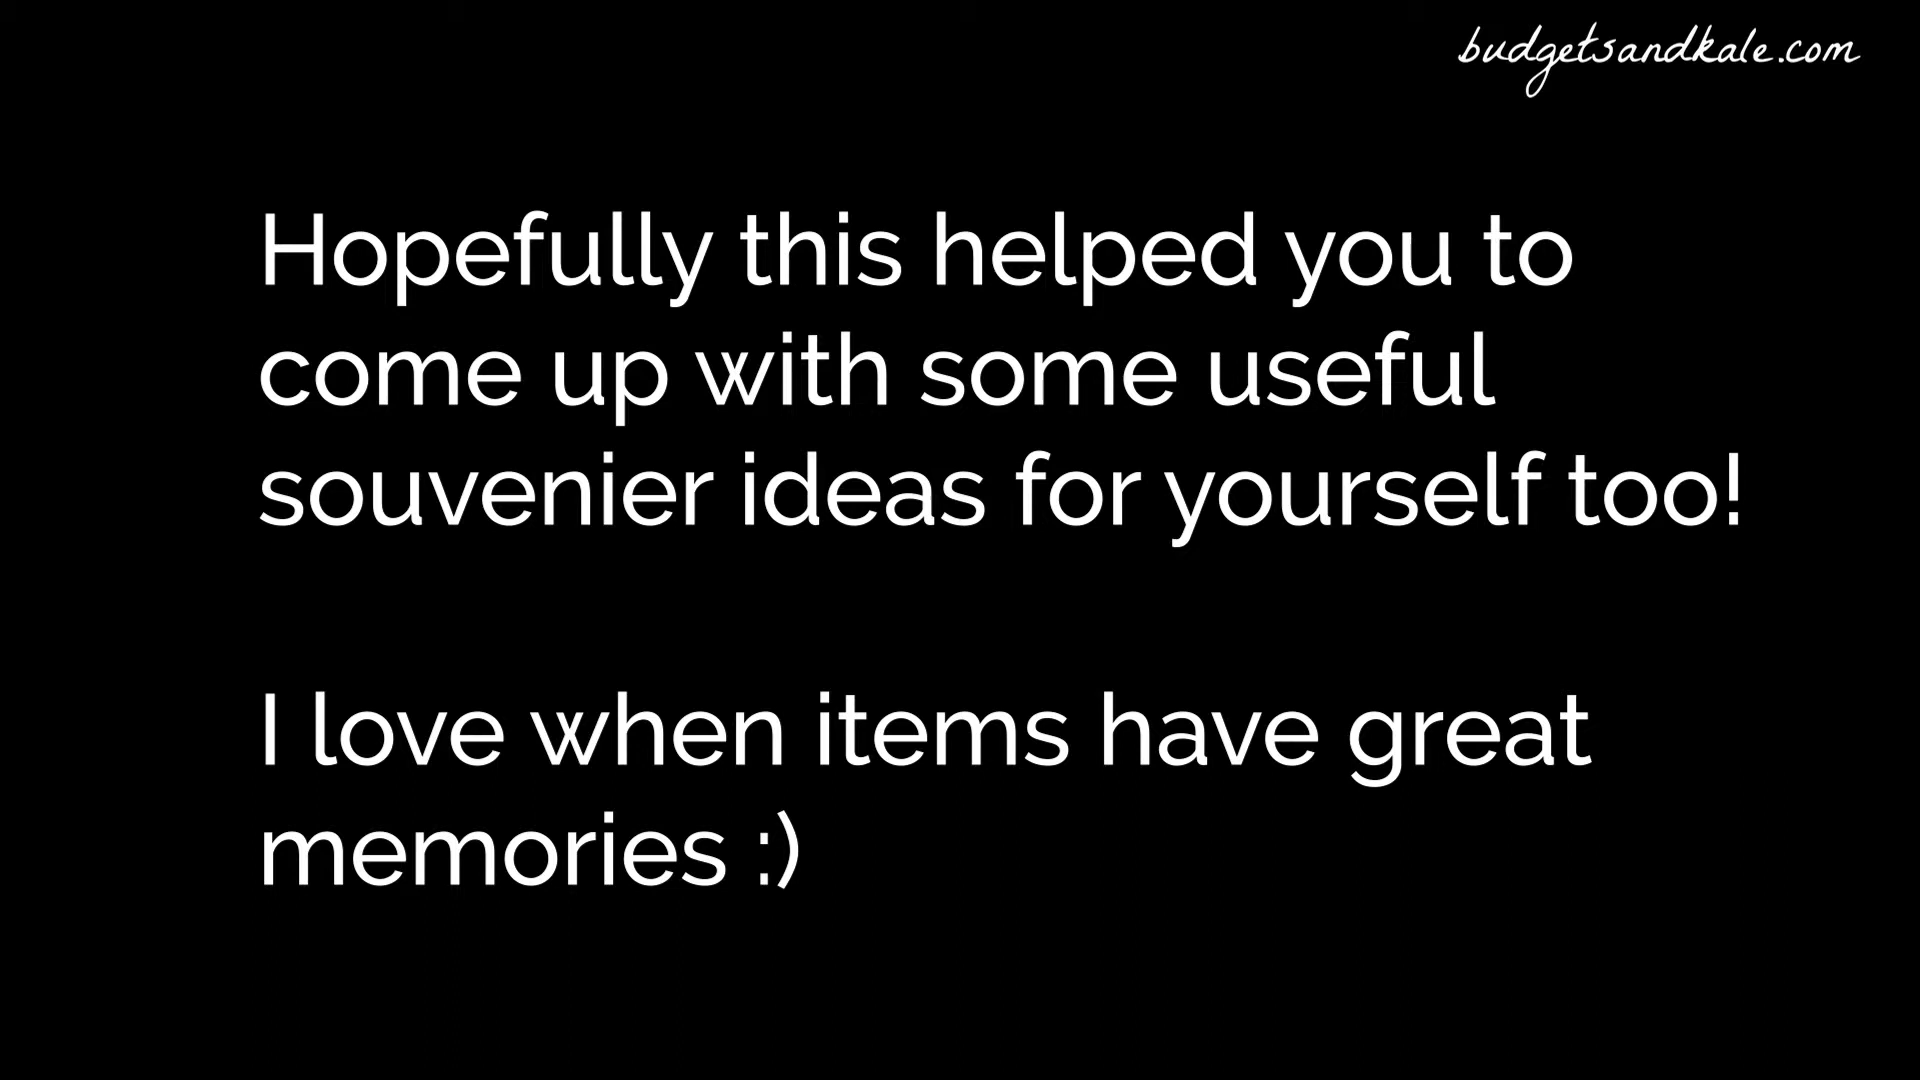 budgetsandkale.com
Hopefully this helped you to
come up with some useful
souvenier ideas for yourself too!
I love when items have great
memories :)